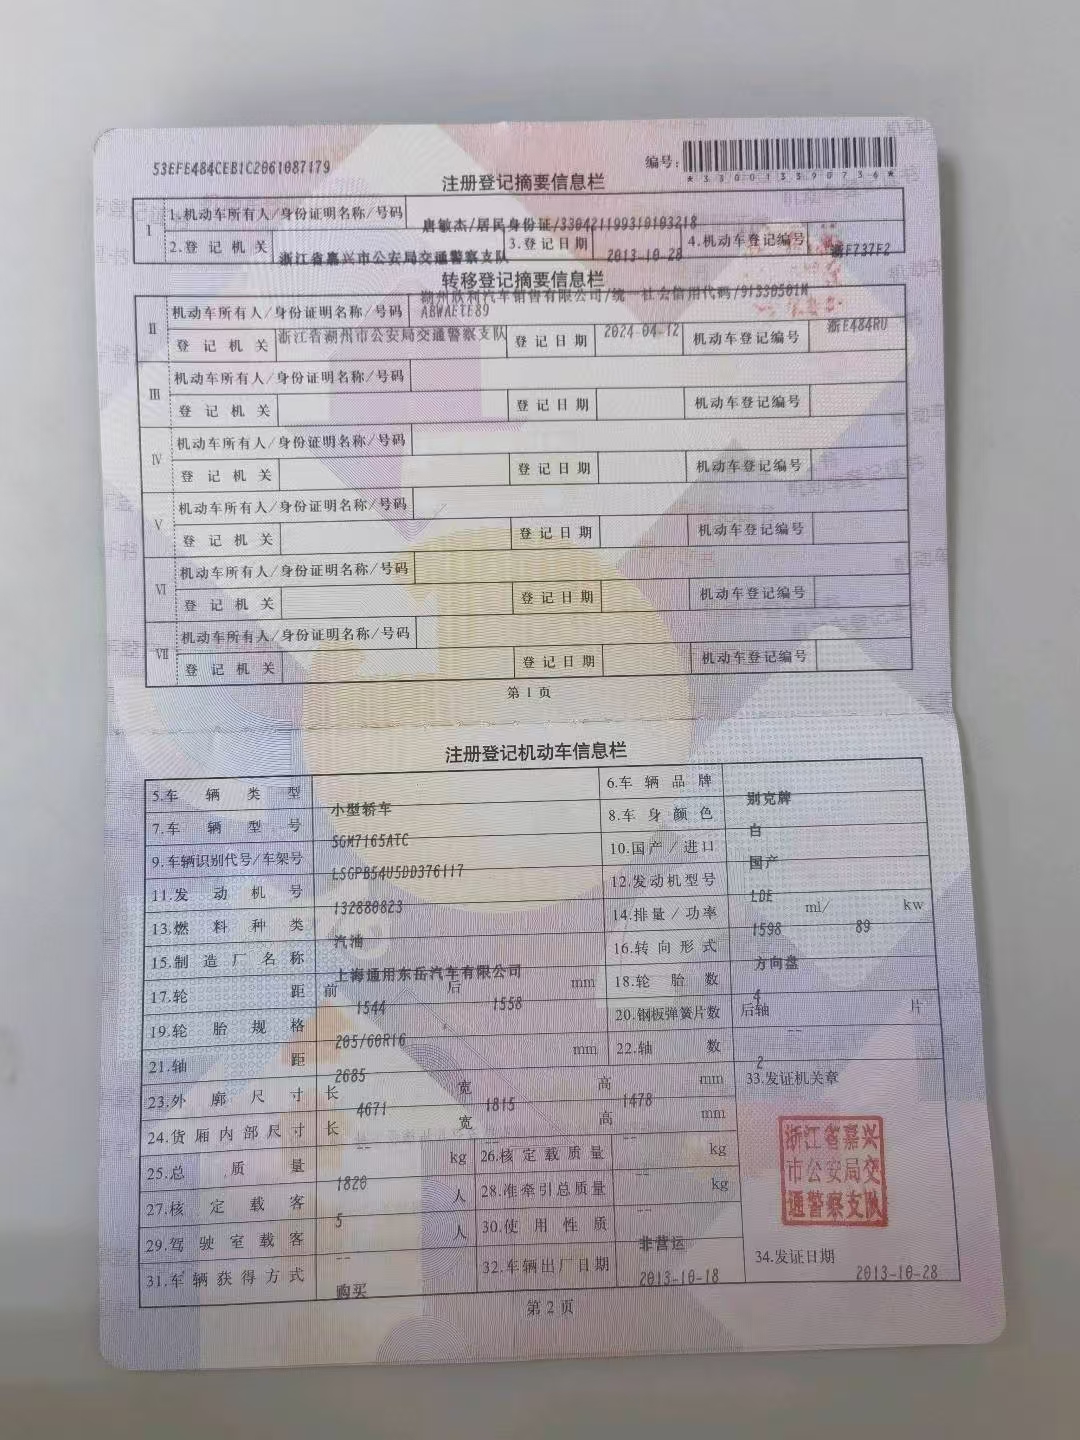 53EFE484CEB1C2061087179
编号:
*330013390736*
注册登记摘要信息栏
I
1.机动车所有人/身份证明名称/号码
唐敏杰/居民身份证/330421199310103218
2.登记机关
浙江省嘉兴市公安局交通警察支队
3.登记日期
2013-10-28
4.机动车登记编号
浙F737F2
转移登记摘要信息栏
II
机动车所有人/身份证明名称/号码
湖州欣利汽车销售有限公司/统一社会信用代码/91330501M
ABWAETE89
登记机关
浙江省湖州市公安局交通警察支队
登记日期
2024-04-12
机动车登记编号
浙E484RU
III
机动车所有人/身份证明名称/号码
登记机关
登记日期
机动车登记编号
IV
机动车所有人/身份证明名称/号码
登记机关
登记日期
机动车登记编号
V
机动车所有人/身份证明名称/号码
登记机关
登记日期
机动车登记编号
VI
机动车所有人/身份证明名称/号码
登记机关
登记日期
机动车登记编号
VII
机动车所有人/身份证明名称/号码
登记机关
登记日期
机动车登记编号
第1页
注册登记机动车信息栏
5.车辆类型
小型轿车
6.车辆品牌
别克牌
7.车辆型号
SGM7165ATC
8.车身颜色
白
9.车辆识别代号/车架号
LSGPB54U5DD376117
10.国产/进口
国产
11.发动机号
132880823
12.发动机型号
LDE
13.燃料种类
汽油
14.排量/功率
1598 ml/ 89 kw
15.制造厂名称
上海通用东岳汽车有限公司
16.转向形式
方向盘
17.轮距
前 1544 后 1558 mm
18.轮胎数
4
19.轮胎规格
205/60R16
20.钢板弹簧片数
后轴 -- 片
21.轴距
2685 mm
22.轴数
2
23.外廓尺寸
长 4671 宽 1815 高 1478 mm
33.发证机关章
24.货厢内部尺寸
长 -- 宽 -- 高 -- mm
浙江省嘉兴
市公安局交
通警察支队
25.总质量
1820 kg
26.核定载质量
-- kg
27.核定载客
5 人
28.准牵引总质量
-- kg
29.驾驶室载客
-- 人
30.使用性质
非营运
31.车辆获得方式
购买
32.车辆出厂日期
2013-10-18
34.发证日期
2013-10-28
第2页